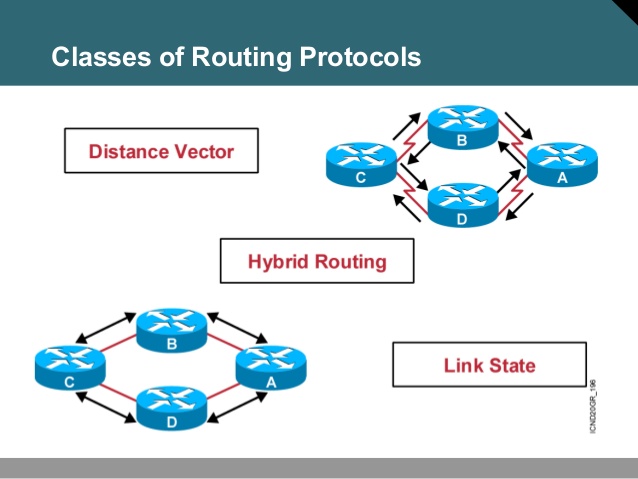 Classes of Routing Protocols
Distance Vector
B
C
A
D
Hybrid Routing
B
C
A
D
Link State
ICND20GR_196